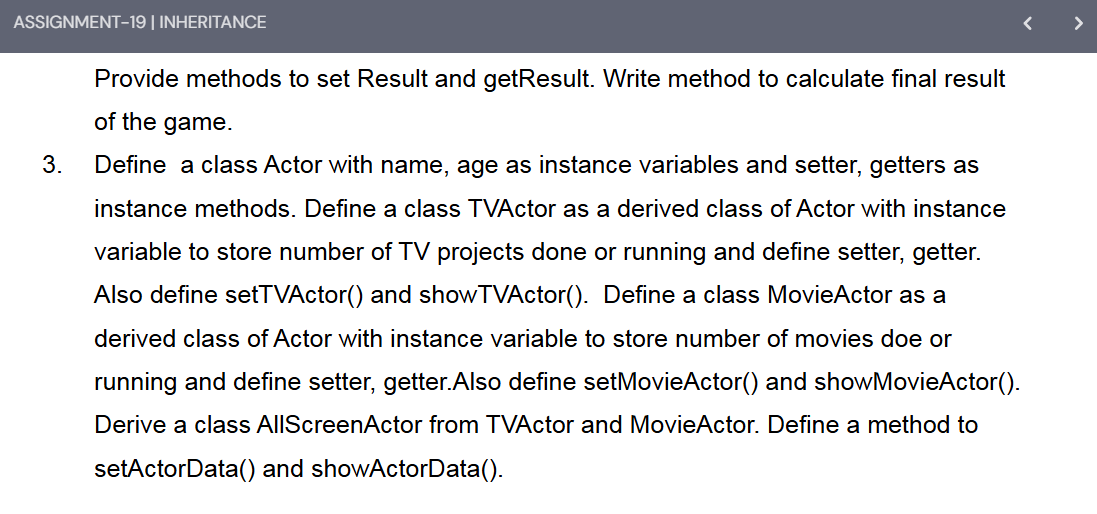 ASSIGNMENT-19 | INHERITANCE
Provide methods to set Result and getResult. Write method to calculate final result
of the game.
3. Define a class Actor with name, age as instance variables and setter, getters as
instance methods. Define a class TVActor as a derived class of Actor with instance
variable to store number of TV projects done or running and define setter, getter.
Also define setTVActor() and showTVActor(). Define a class MovieActor as a
derived class of Actor with instance variable to store number of movies doe or
running and define setter, getter.Also define setMovieActor() and showMovieActor().
Derive a class AllScreenActor from TVActor and MovieActor. Define a method to
setActorData() and showActorData().